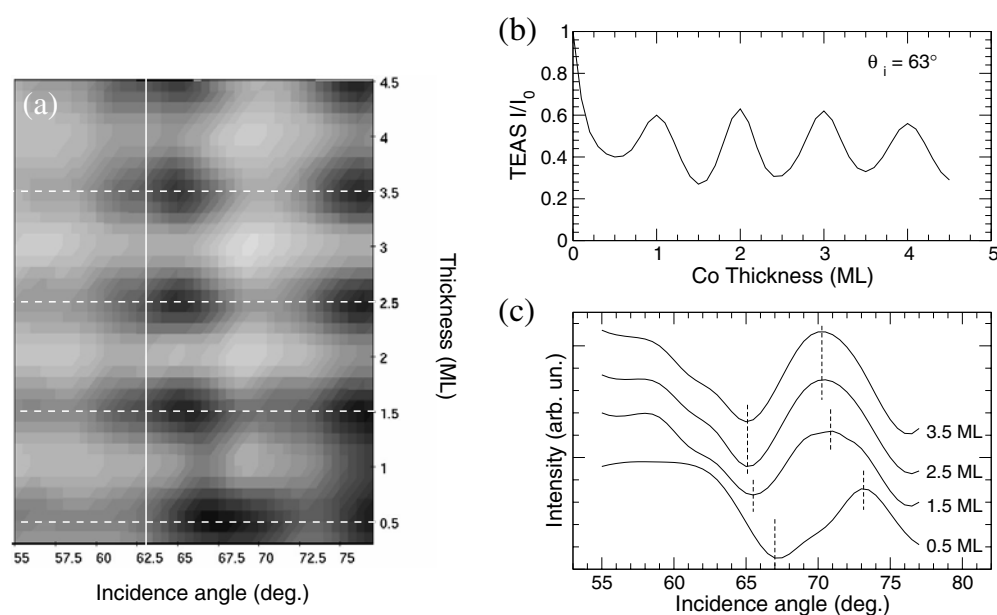 (a)
4.5
4
3.5
3
2.5
2
1.5
1
0.5
Thickness (ML)
55 57.5 60 62.5 65 67.5 70 72.5 75
Incidence angle (deg.)
(b)
1
0.8
0.6
0.4
0.2
0
TEAS I/I0
θ i = 63°
0 1 2 3 4 5
Co Thickness (ML)
(c)
Intensity (arb. un.)
3.5 ML
2.5 ML
1.5 ML
0.5 ML
55 60 65 70 75 80
Incidence angle (deg.)